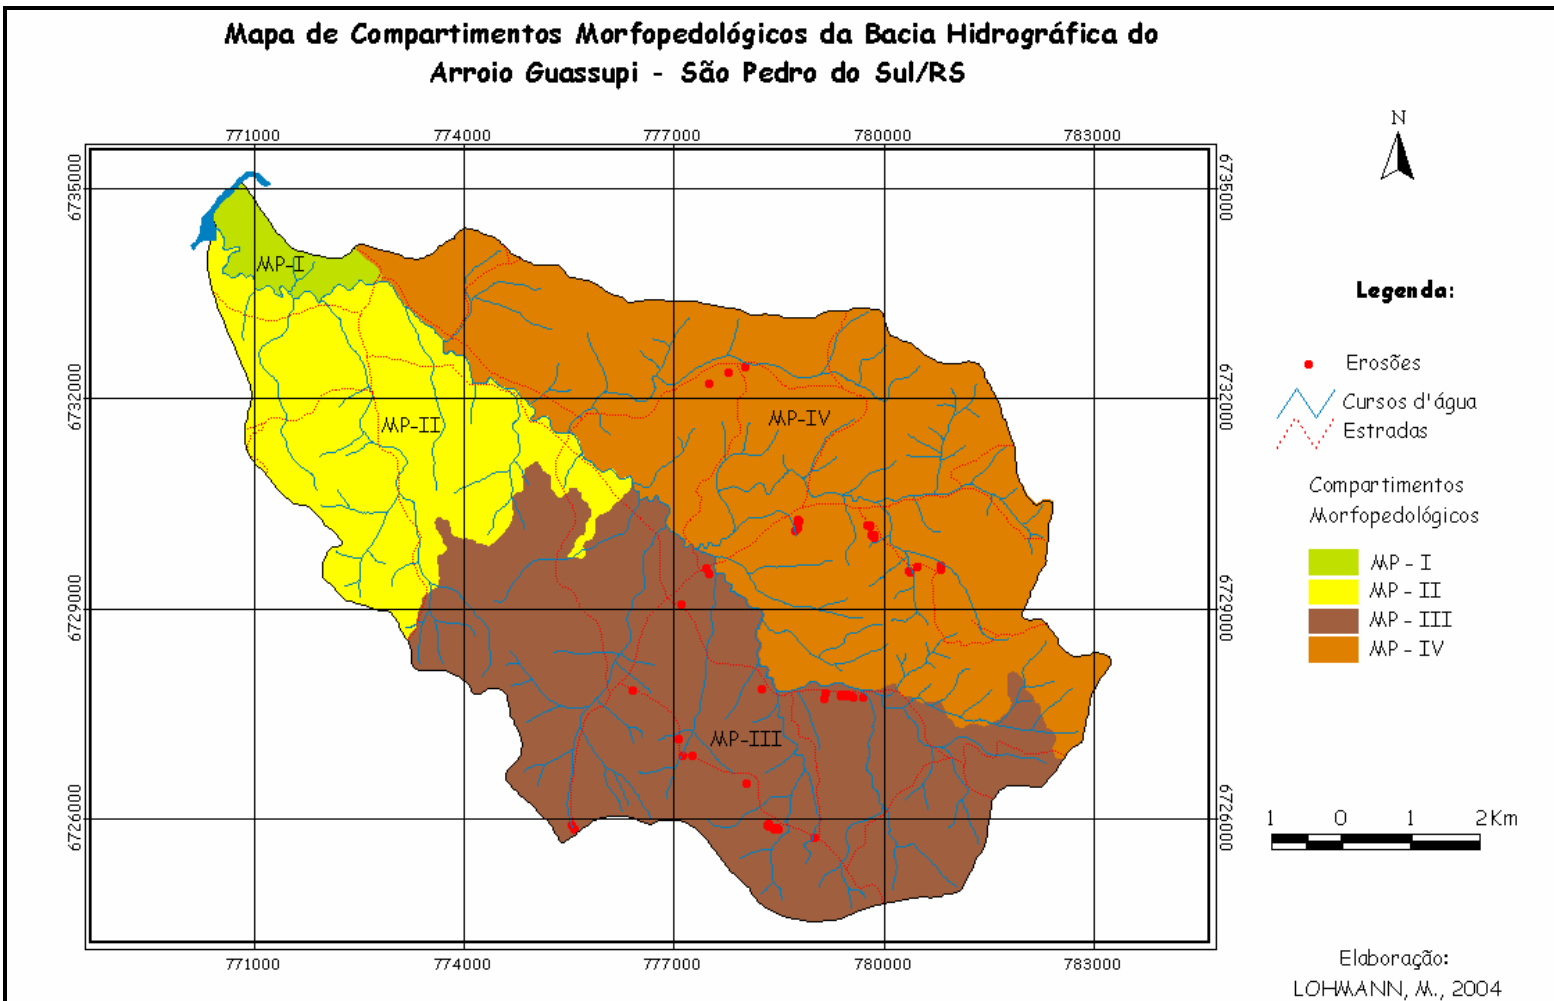 Mapa de Compartimentos Morfopedológicos da Bacia Hidrográfica do
Arroio Guassupi - São Pedro do Sul/RS
771000 774000 777000 780000 783000
6735000 6735000
6732000 6732000
6729000 6729000
6726000 6726000
771000 774000 777000 780000 783000
MP-I
MP-II
MP-IV
MP-III
N
Legenda:
Erosões
Cursos d'água
Estradas
Compartimentos
Morfopedológicos
MP - I
MP - II
MP - III
MP - IV
1 0 1 2 Km
Elaboração:
LOHMANN, M., 2004